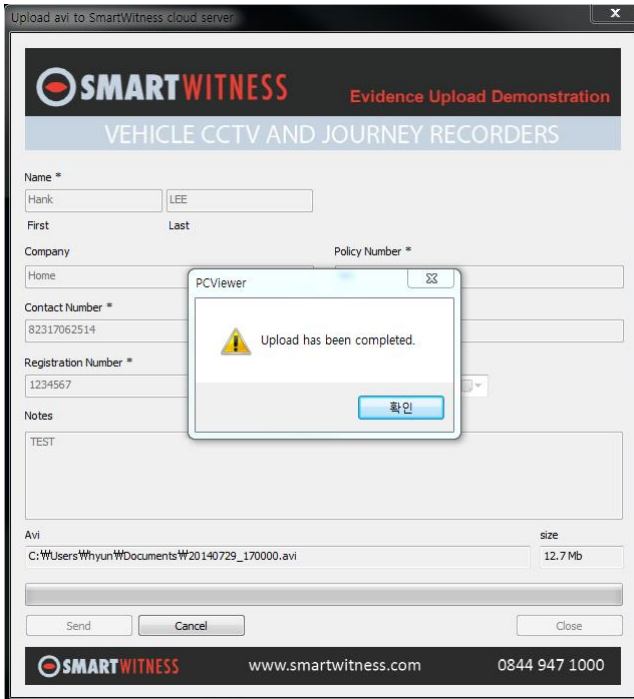 Upload avi to SmartWitness cloud server
x
SMARTWITNESS
Evidence Upload Demonstration
VEHICLE CCTV AND JOURNEY RECORDERS
Name *
Hank LEE
First Last
Company Policy Number *
Home
PCViewer
Contact Number *
82317062514
Upload has been completed.
Registration Number *
1234567
확인
Notes
TEST
Avi size
C:₩Users₩hyun₩Documents₩20140729_170000.avi 12.7Mb
Send Cancel Close
SMARTWITNESS www.smartwitness.com 0844 947 1000